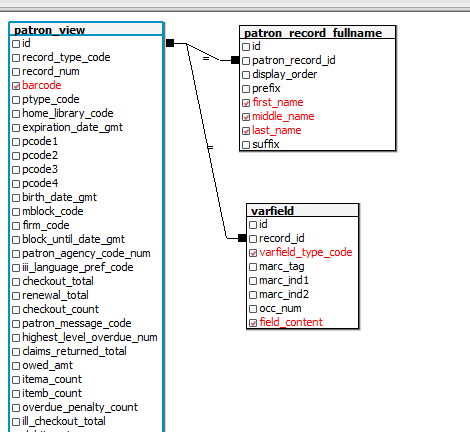 patron_view
id
record_type_code
record_num
barcode
ptype_code
home_library_code
expiration_date_gmt
pcode1
pcode2
pcode3
pcode4
birth_date_gmt
mblock_code
firm_code
block_until_date_gmt
patron_agency_code_num
iii_language_pref_code
checkout_total
renewal_total
checkout_count
patron_message_code
highest_level_overdue_num
claims_returned_total
owed_amt
itema_count
itemb_count
overdue_penalty_count
ill_checkout_total
=
=
patron_record_fullname
id
patron_record_id
display_order
prefix
first_name
middle_name
last_name
suffix
varfield
id
record_id
varfield_type_code
marc_tag
marc_ind1
marc_ind2
occ_num
field_content